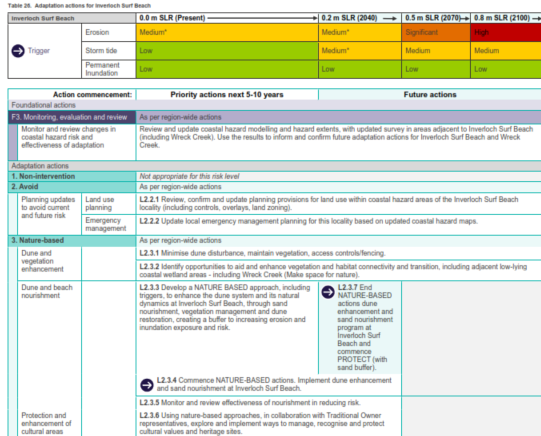 Table 25. Adaptation actions for Inverloch Surf Beach
Inverloch Surf Beach
0.0 m SLR (Present)
0.2 m SLR (2040)
0.5 m SLR (2070)
0.8 m SLR (2100)
Trigger
Erosion
Medium*
Medium*
Significant
High
Storm tide
Low
Medium*
Medium
Medium
Permanent
Inundation
Low
Low
Low
Low
Action commencement:
Priority actions next 5-10 years
Future actions
Foundational actions
F3. Monitoring, evaluation and review
As per region-wide actions
Monitor and review changes in
coastal hazard risk and
effectiveness of adaptation
Review and update coastal hazard modelling and hazard extents, with updated survey in areas adjacent to Inverloch Surf Beach
(including Wreck Creek). Use the results to inform and confirm future adaptation actions for Inverloch Surf Beach and Wreck
Creek.
Adaptation actions
1. Non-intervention
Not appropriate for this risk level
2. Avoid
As per region-wide actions
Planning updates
to avoid current
and future risk
Land use
planning
L2.2.1 Review, confirm and update planning provisions for land use within coastal hazard areas of the Inverloch Surf Beach
locality (including controls, overlays, land zoning).
Emergency
management
L2.2.2 Update local emergency management planning for this locality based on updated coastal hazard maps.
3. Nature-based
As per region-wide actions
Dune and
vegetation
enhancement
L2.3.1 Minimise dune disturbance, maintain vegetation, access controls/fencing.
L2.3.2 Identify opportunities to aid and enhance vegetation and habitat connectivity and transition, including adjacent low-lying
coastal wetland areas - including Wreck Creek (Make space for nature).
Dune and beach
nourishment
L2.3.3 Develop a NATURE BASED approach, including
triggers, to enhance the dune system and its natural
dynamics at Inverloch Surf Beach, through sand
nourishment, vegetation management and dune
restoration, creating a buffer to increasing erosion and
inundation exposure and risk.
L2.3.7 End
NATURE-BASED
actions dune
enhancement and
sand nourishment
program at
Inverloch Surf
Beach and
commence
PROTECT (with
sand buffer).
L2.3.4 Commence NATURE-BASED actions. Implement dune enhancement
and sand nourishment at Inverloch Surf Beach.
L2.3.5 Monitor and review effectiveness of nourishment in reducing risk.
Protection and
enhancement of
cultural areas
L2.3.6 Using nature-based approaches, in collaboration with Traditional Owner
representatives, explore and implement ways to manage, recognise and protect
cultural values and heritage sites.